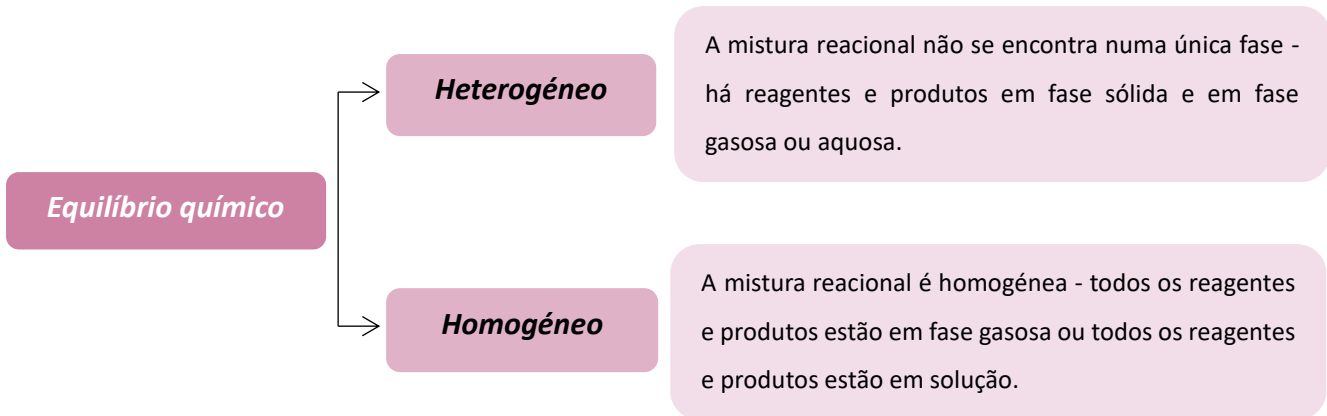 Equilíbrio químico
Heterogéneo
A mistura reacional não se encontra numa única fase -
há reagentes e produtos em fase sólida e em fase
gasosa ou aquosa.
Homogéneo
A mistura reacional é homogénea - todos os reagentes
e produtos estão em fase gasosa ou todos os reagentes
e produtos estão em solução.